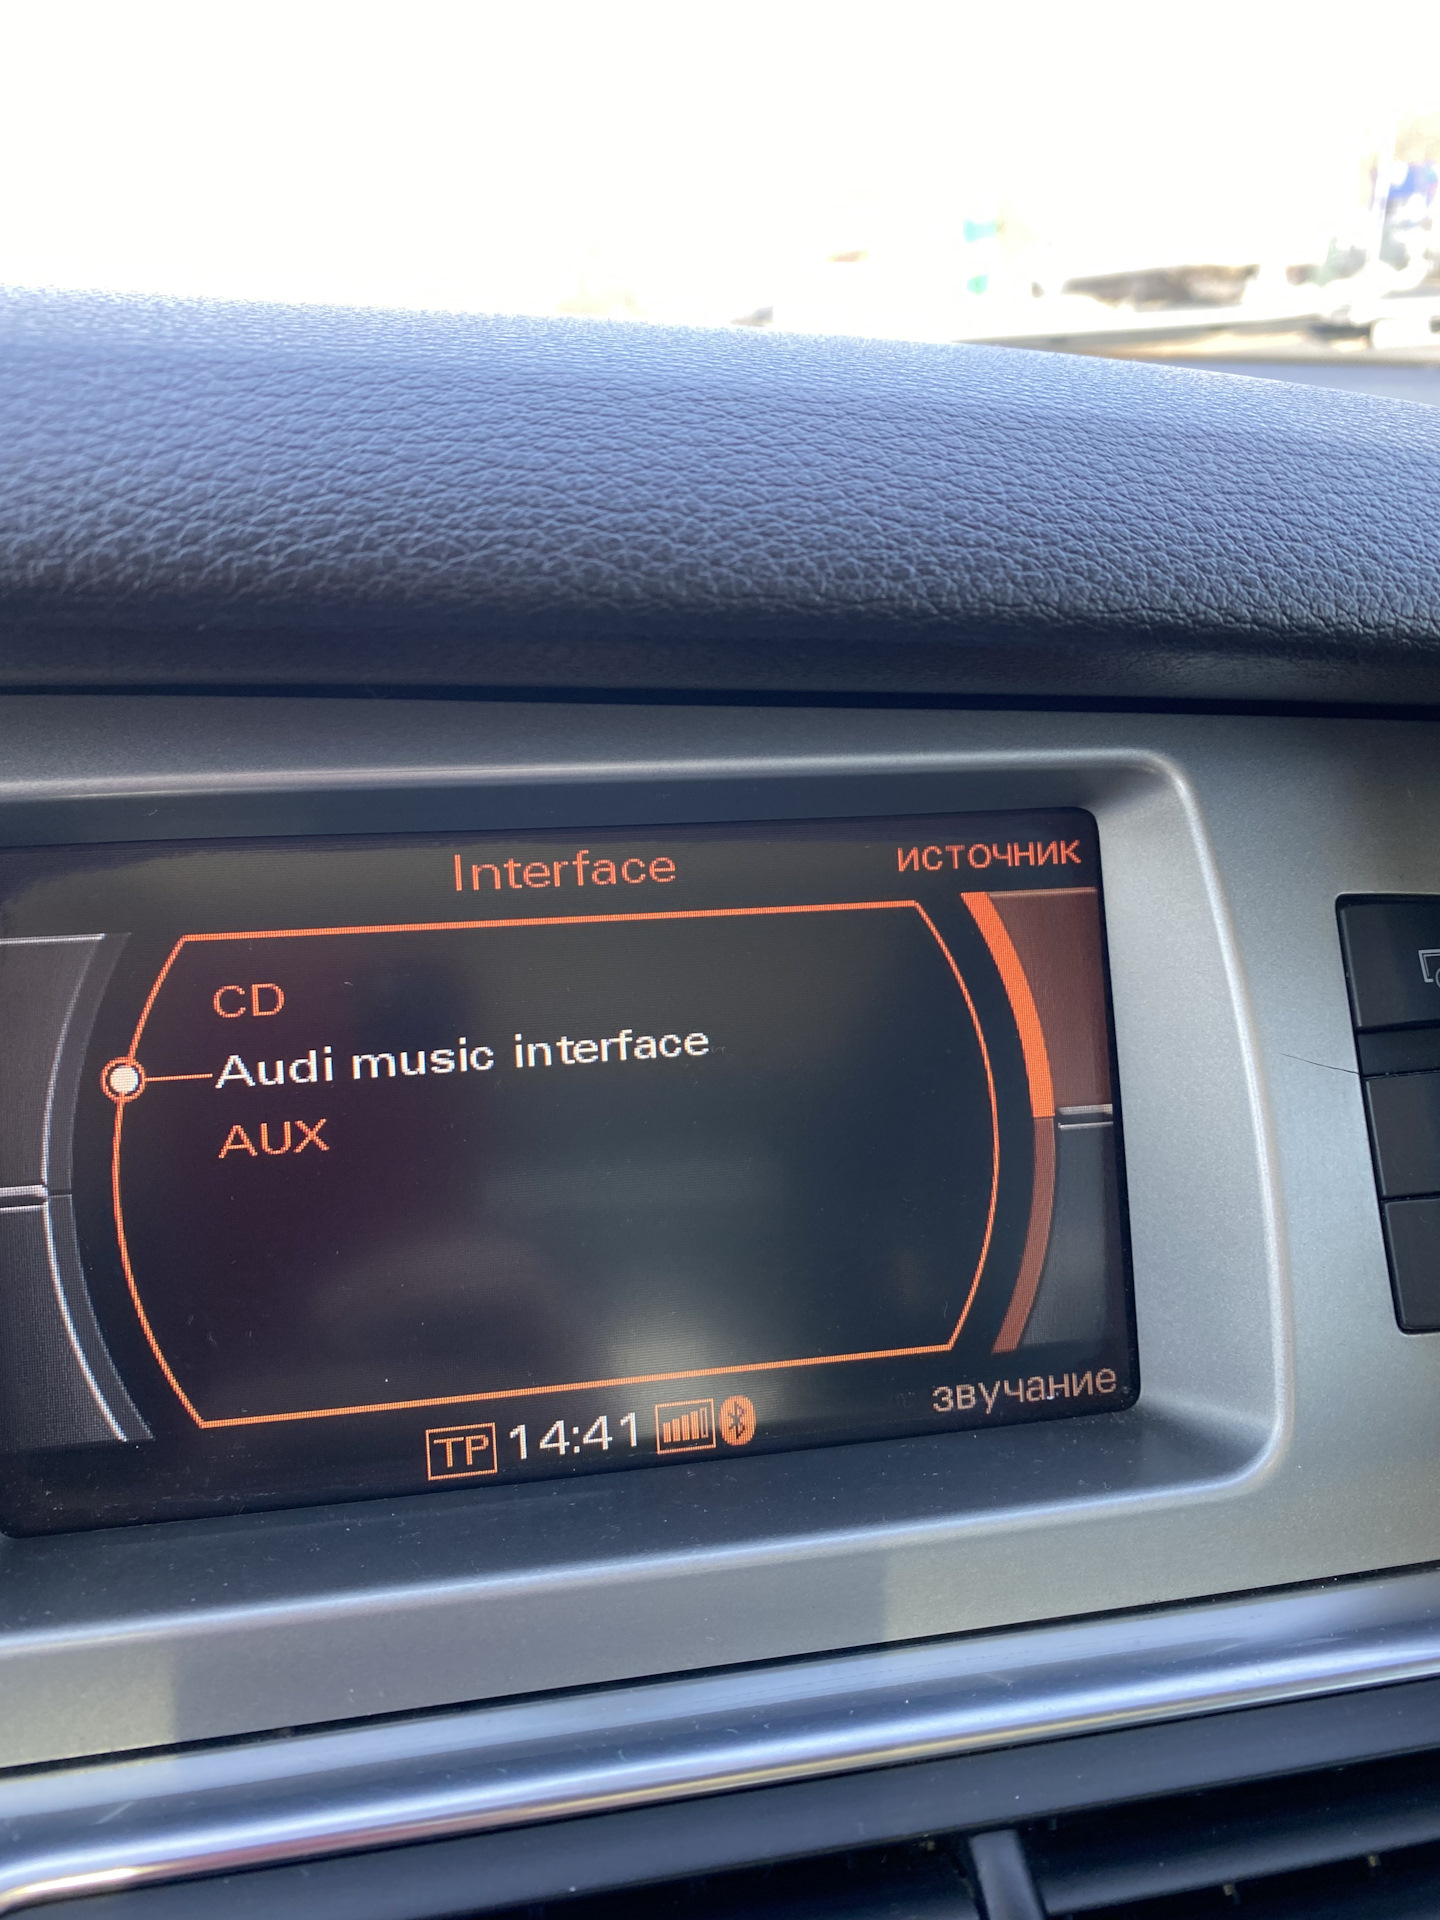 Interface
источник
CD
Audi music interface
AUX
TP 14:41
звучание